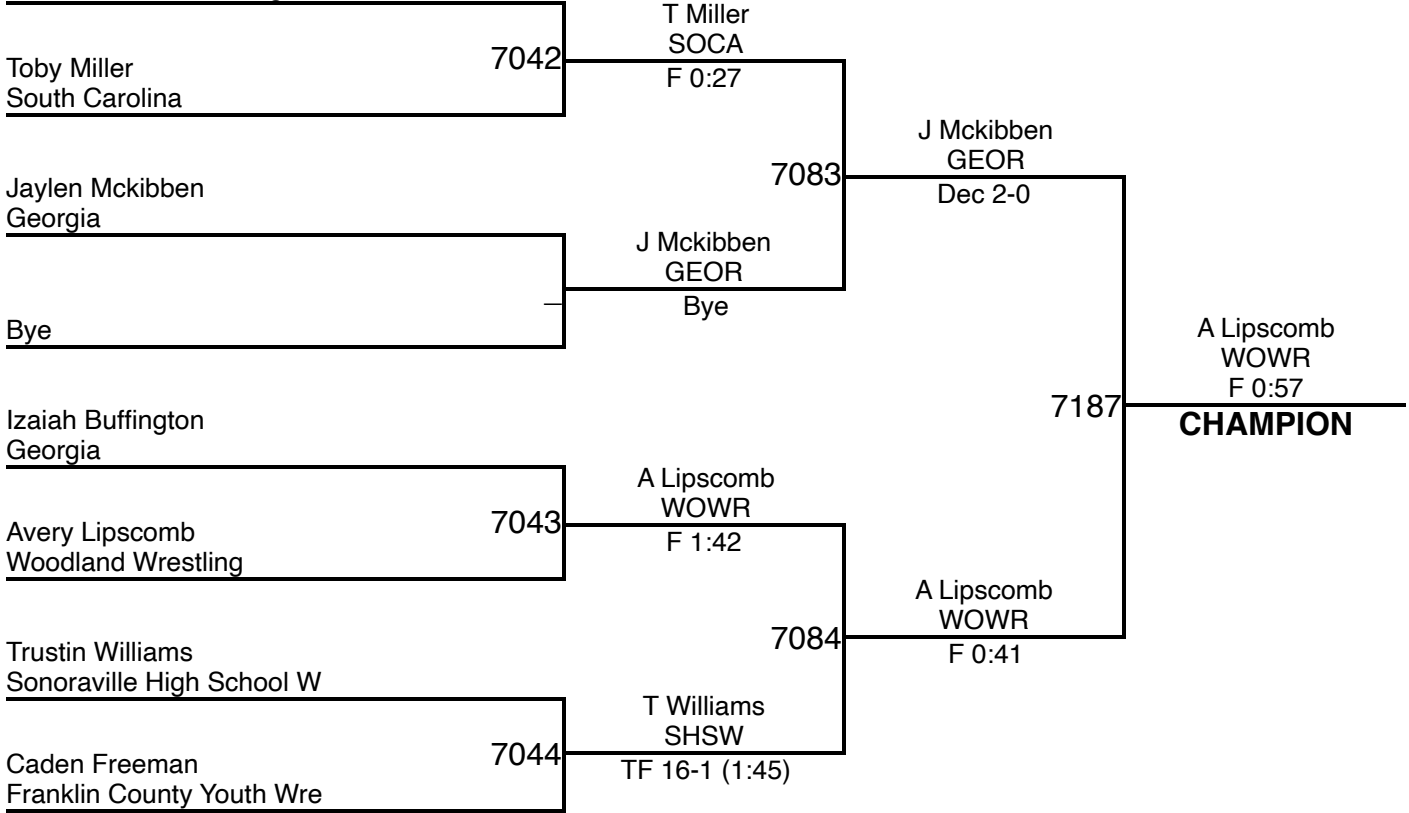 T Miller
SOCA
7042
F 0:27
Toby Miller
South Carolina
J Mckibben
GEOR
7083
Dec 2-0
Jaylen Mckibben
Georgia
J Mckibben
GEOR
–
Bye
Bye
A Lipscomb
WOWR
F 0:57
7187
CHAMPION
Izaiah Buffington
Georgia
A Lipscomb
WOWR
7043
F 1:42
Avery Lipscomb
Woodland Wrestling
A Lipscomb
WOWR
7084
F 0:41
Trustin Williams
Sonoraville High School W
T Williams
SHSW
7044
TF 16-1 (1:45)
Caden Freeman
Franklin County Youth Wre